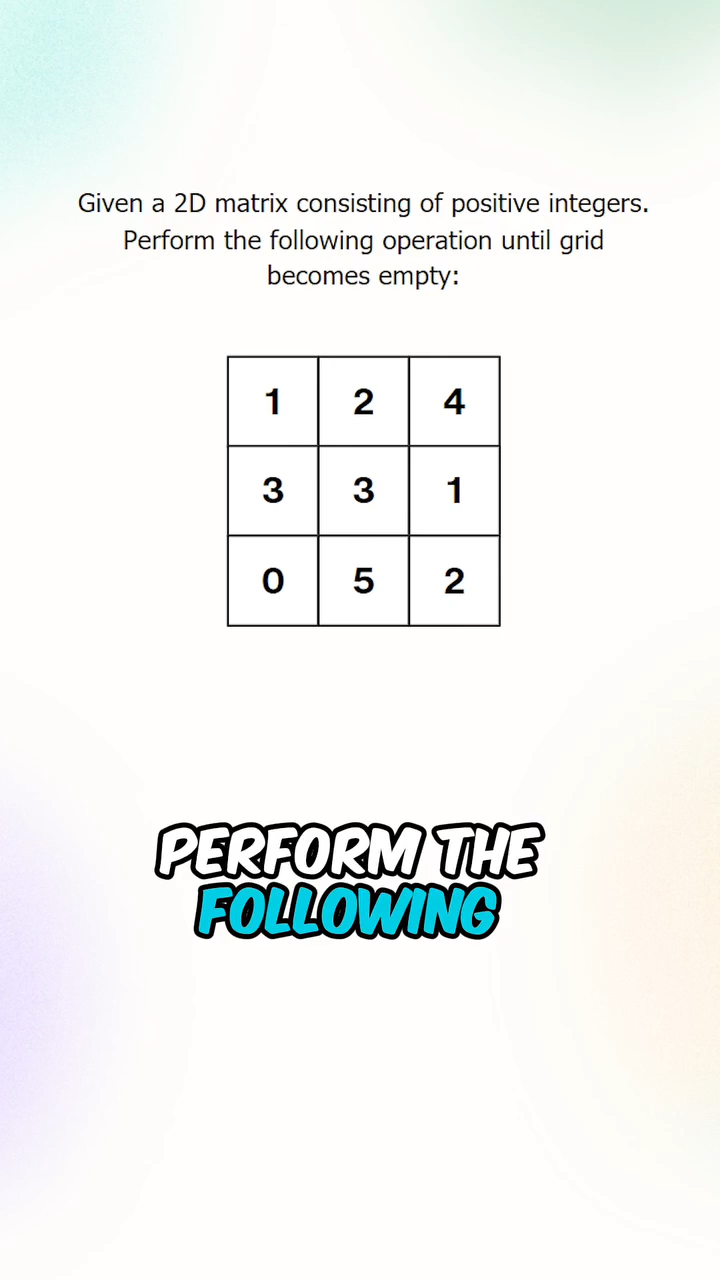 Given a 2D matrix consisting of positive integers.
Perform the following operation until grid
becomes empty:
1 2 4
3 3 1
0 5 2
PERFORM THE
FOLLOWING